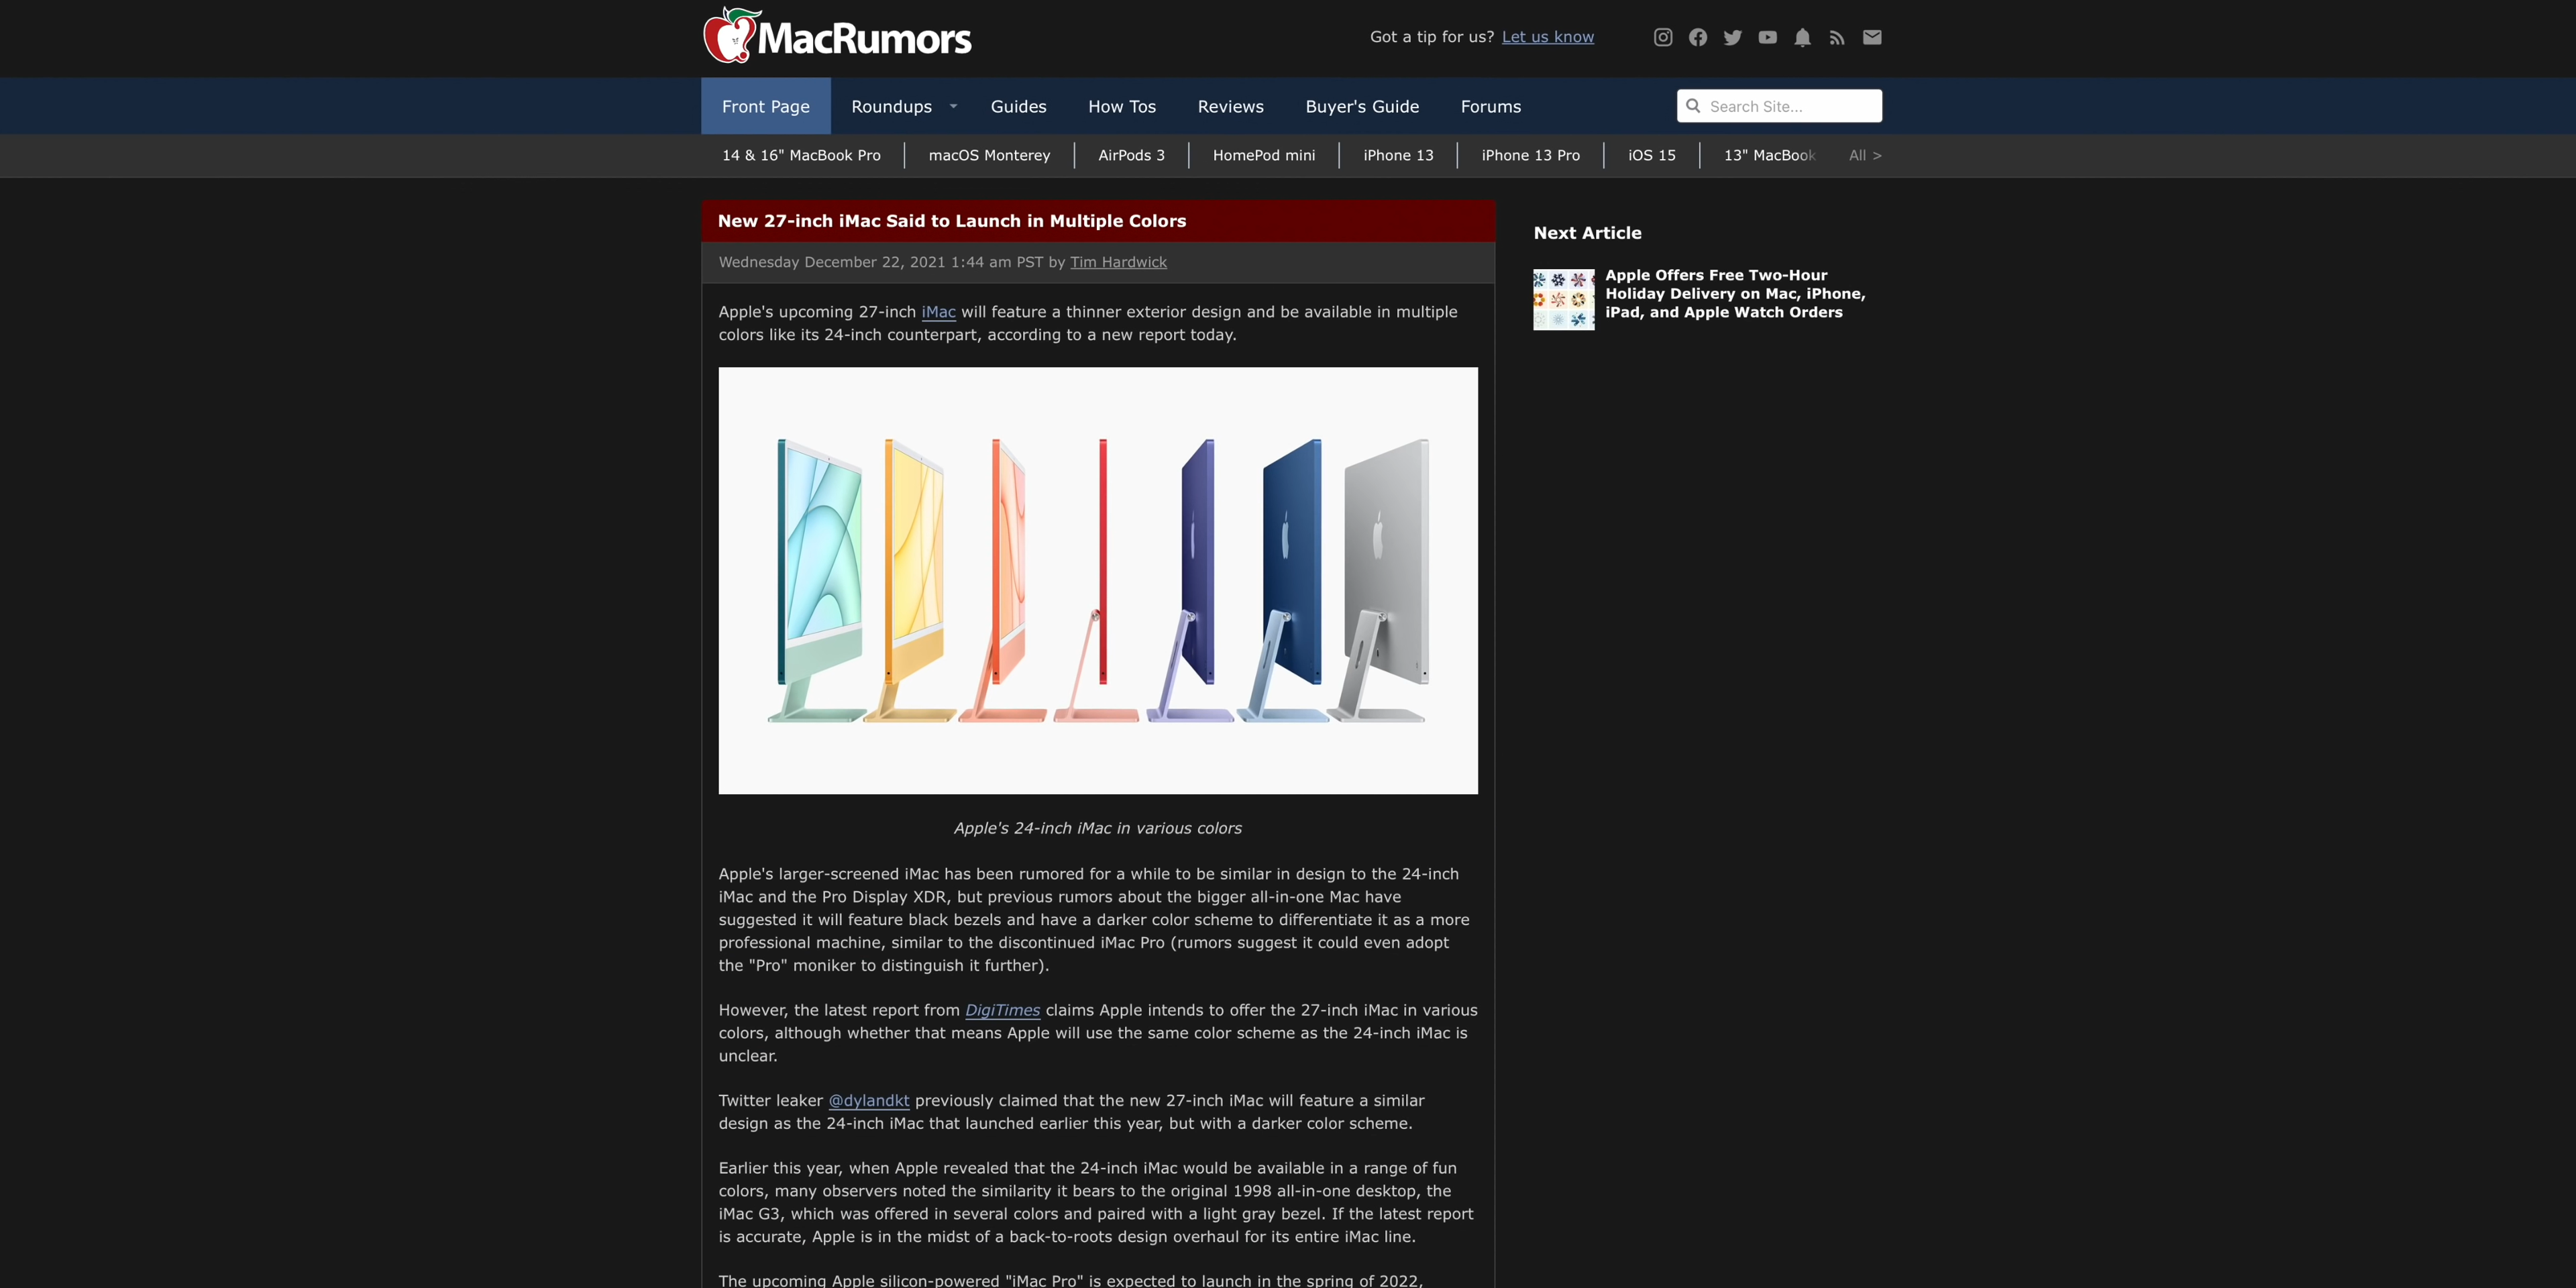 MacRumors
Got a tip for us? Let us know
Front Page
Roundups
Guides
How Tos
Reviews
Buyer's Guide
Forums
Search Site...
14 & 16" MacBook Pro
macOS Monterey
AirPods 3
HomePod mini
iPhone 13
iPhone 13 Pro
iOS 15
13" MacBook
All >
New 27-inch iMac Said to Launch in Multiple Colors
Wednesday December 22, 2021 1:44 am PST by Tim Hardwick
Apple's upcoming 27-inch iMac will feature a thinner exterior design and be available in multiple
colors like its 24-inch counterpart, according to a new report today.
Apple's 24-inch iMac in various colors
Apple's larger-screened iMac has been rumored for a while to be similar in design to the 24-inch
iMac and the Pro Display XDR, but previous rumors about the bigger all-in-one Mac have
suggested it will feature black bezels and have a darker color scheme to differentiate it as a more
professional machine, similar to the discontinued iMac Pro (rumors suggest it could even adopt
the "Pro" moniker to distinguish it further).
However, the latest report from DigiTimes claims Apple intends to offer the 27-inch iMac in various
colors, although whether that means Apple will use the same color scheme as the 24-inch iMac is
unclear.
Twitter leaker @dylandkt previously claimed that the new 27-inch iMac will feature a similar
design as the 24-inch iMac that launched earlier this year, but with a darker color scheme.
Earlier this year, when Apple revealed that the 24-inch iMac would be available in a range of fun
colors, many observers noted the similarity it bears to the original 1998 all-in-one desktop, the
iMac G3, which was offered in several colors and paired with a light gray bezel. If the latest report
is accurate, Apple is in the midst of a back-to-roots design overhaul for its entire iMac line.
The upcoming Apple silicon-powered "iMac Pro" is expected to launch in the spring of 2022,
Next Article
Apple Offers Free Two-Hour
Holiday Delivery on Mac, iPhone,
iPad, and Apple Watch Orders